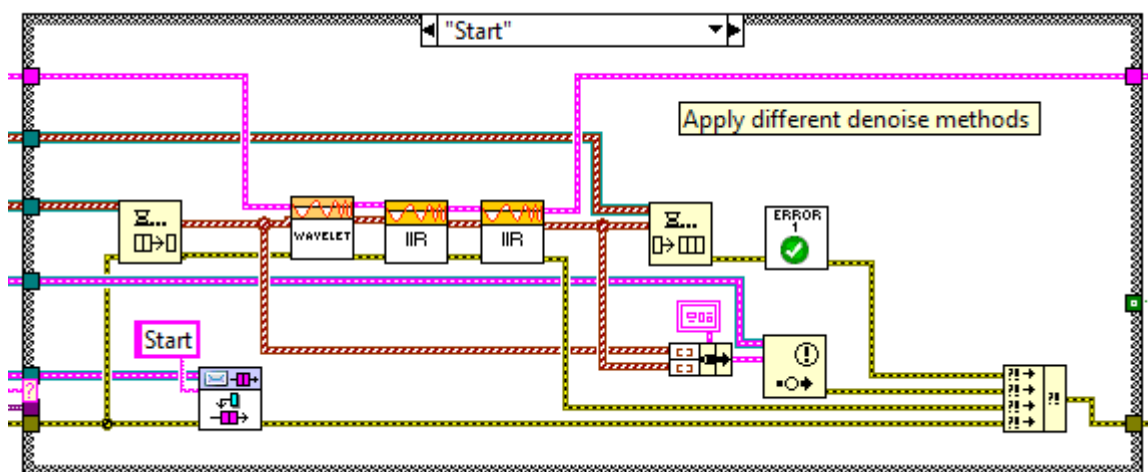 "Start"
Apply different denoise methods
WAVELET
IIR
IIR
ERROR
1
Start
?
?!
?!
?!
?!
?!